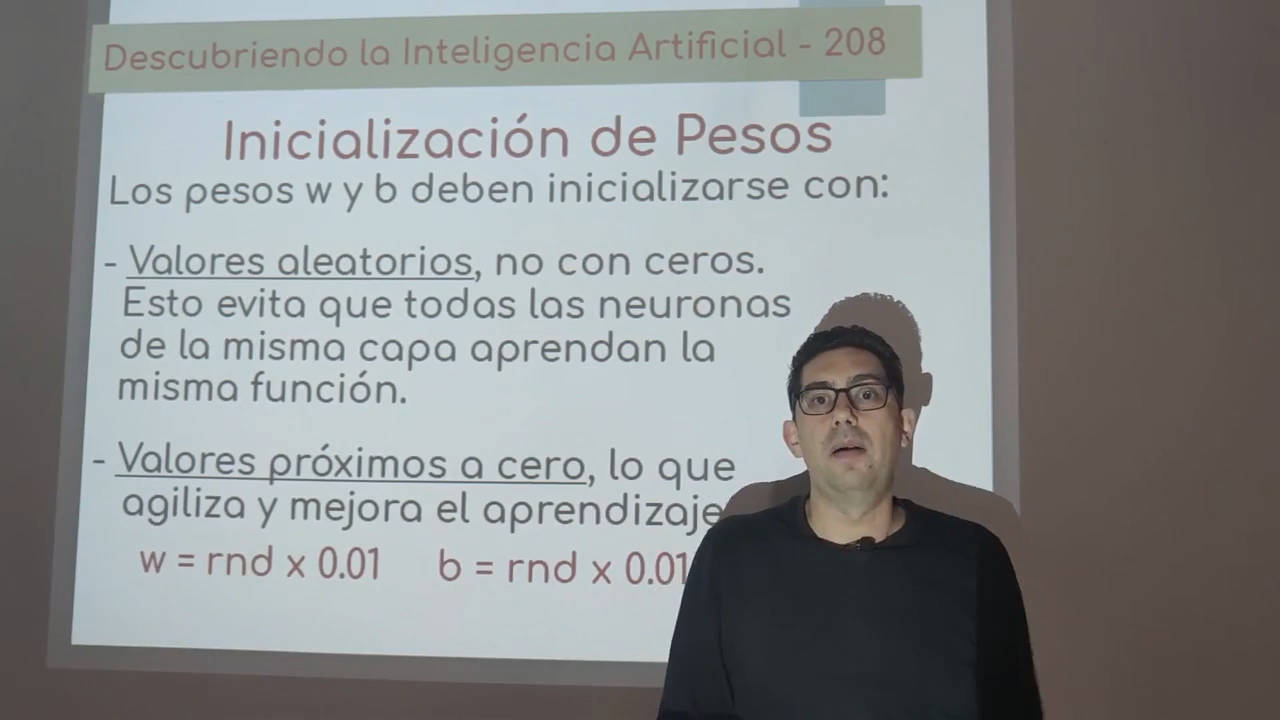 Descubriendo la Inteligencia Artificial - 208
Inicialización de Pesos
Los pesos w y b deben inicializarse con:
- Valores aleatorios, no con ceros.
Esto evita que todas las neuronas
de la misma capa aprendan la
misma función.
- Valores próximos a cero, lo que
agiliza y mejora el aprendizaje
w = rnd x 0.01 b = rnd x 0.01